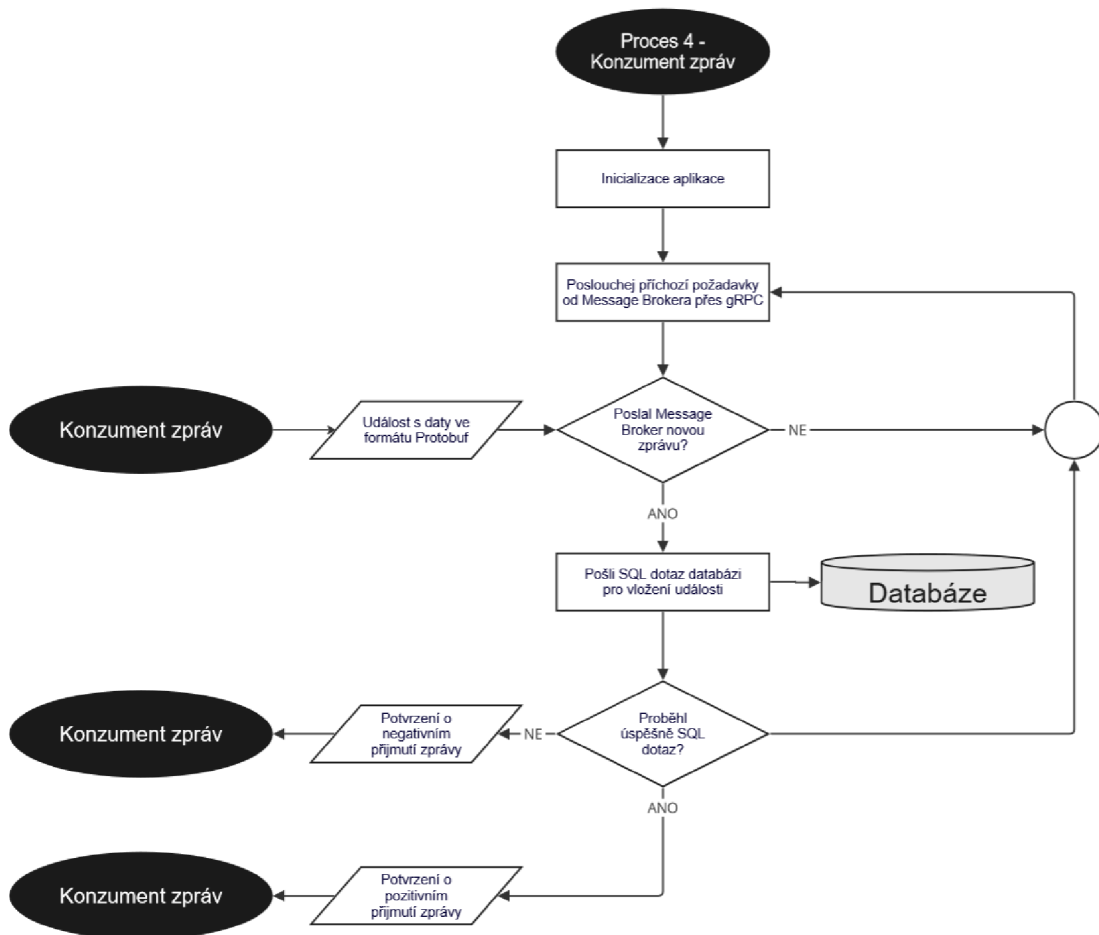 Proces 4 -
Konzument zpráv
Inicializace aplikace
Poslouchej příchozí požadavky
od Message Brokera přes gRPC
Konzument zpráv
Událost s daty ve
formátu Protobuf
Poslal Message
Broker novou
zprávu?
NE
ANO
Pošli SQL dotaz databázi
pro vložení události
Databáze
Konzument zpráv
Potvrzení o
negativním
přijmutí zprávy
NE
Proběhl
úspěšně SQL
dotaz?
ANO
Konzument zpráv
Potvrzení o
pozitivním
přijmutí zprávy